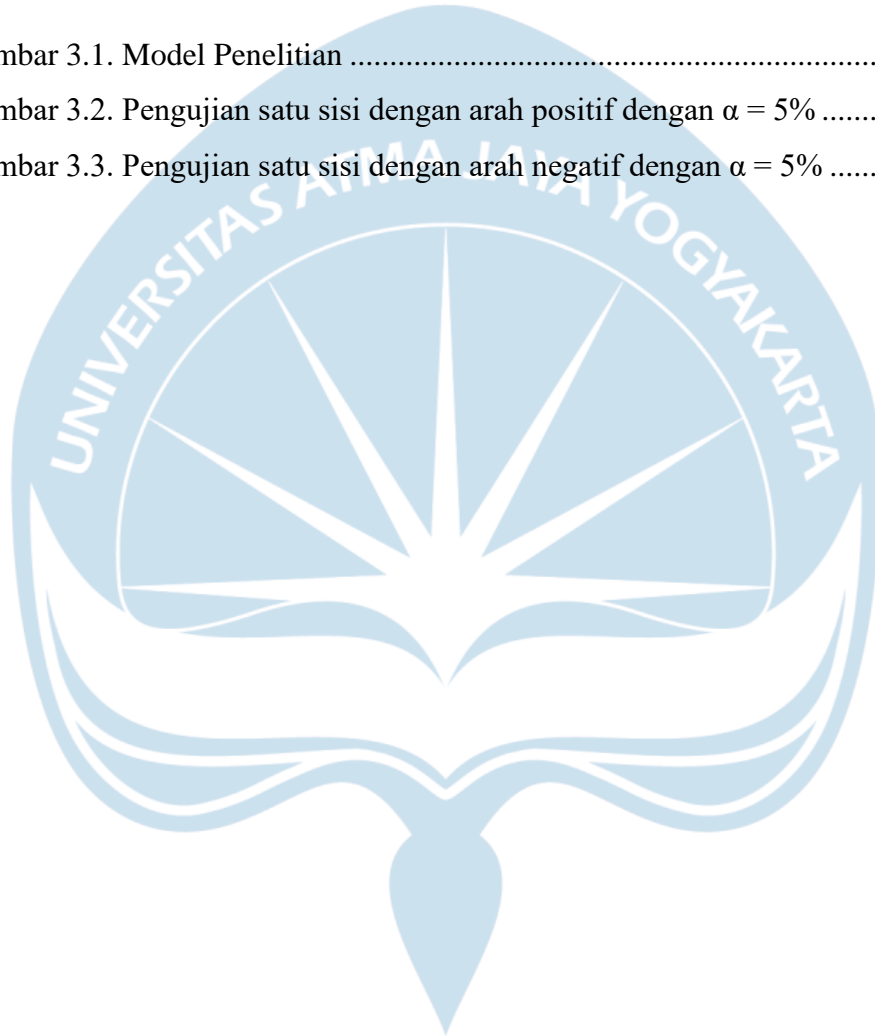 mbar 3.1. Model Penelitian ....................................................................
mbar 3.2. Pengujian satu sisi dengan arah positif dengan α = 5% .......
mbar 3.3. Pengujian satu sisi dengan arah negatif dengan α = 5% ......
UNIVERSITAS ATMA JAYA YOGYAKARTA